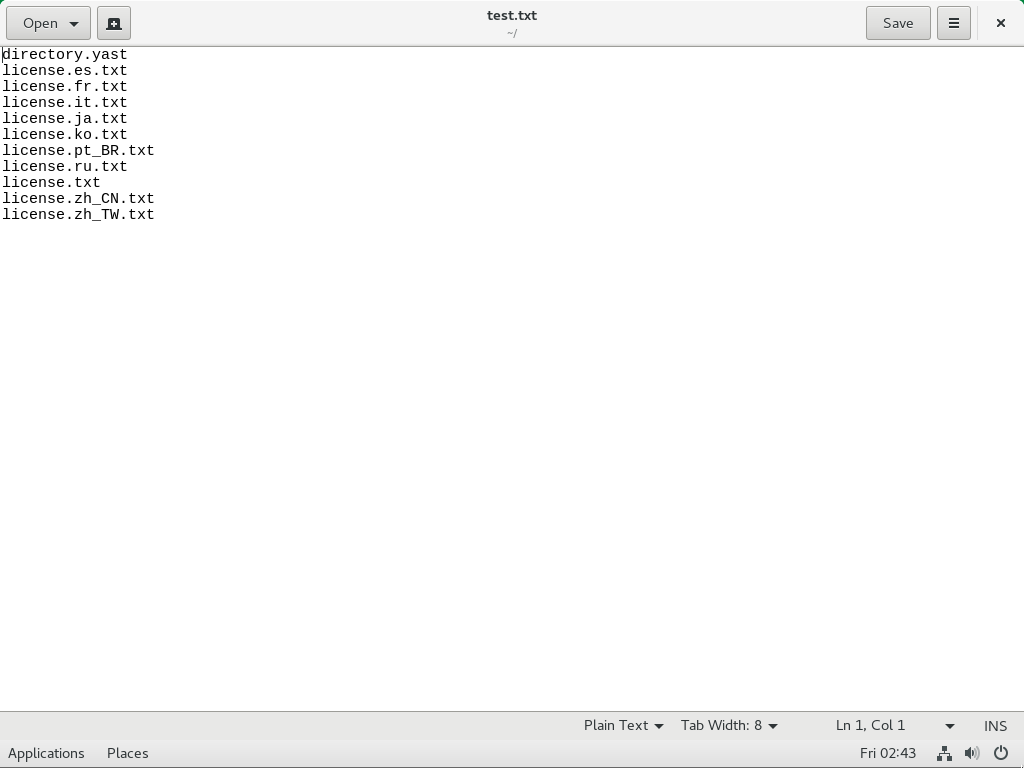 Open
test.txt
~/
Save
directory.yast
license.es.txt
license.fr.txt
license.it.txt
license.ja.txt
license.ko.txt
license.pt_BR.txt
license.ru.txt
license.txt
license.zh_CN.txt
license.zh_TW.txt
Plain Text Tab Width: 8 Ln 1, Col 1 INS
Applications Places Fri 02:43